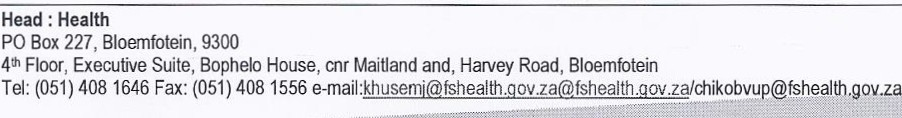 Head : Health
PO Box 227, Bloemfotein, 9300
4th Floor, Executive Suite, Bophelo House, cnr Maitland and, Harvey Road, Bloemfotein
Tel: (051) 408 1646 Fax: (051) 408 1556 e-mail:khusemj@fshealth.gov.za@fshealth.gov.za/chikobvup@fshealth.gov.za